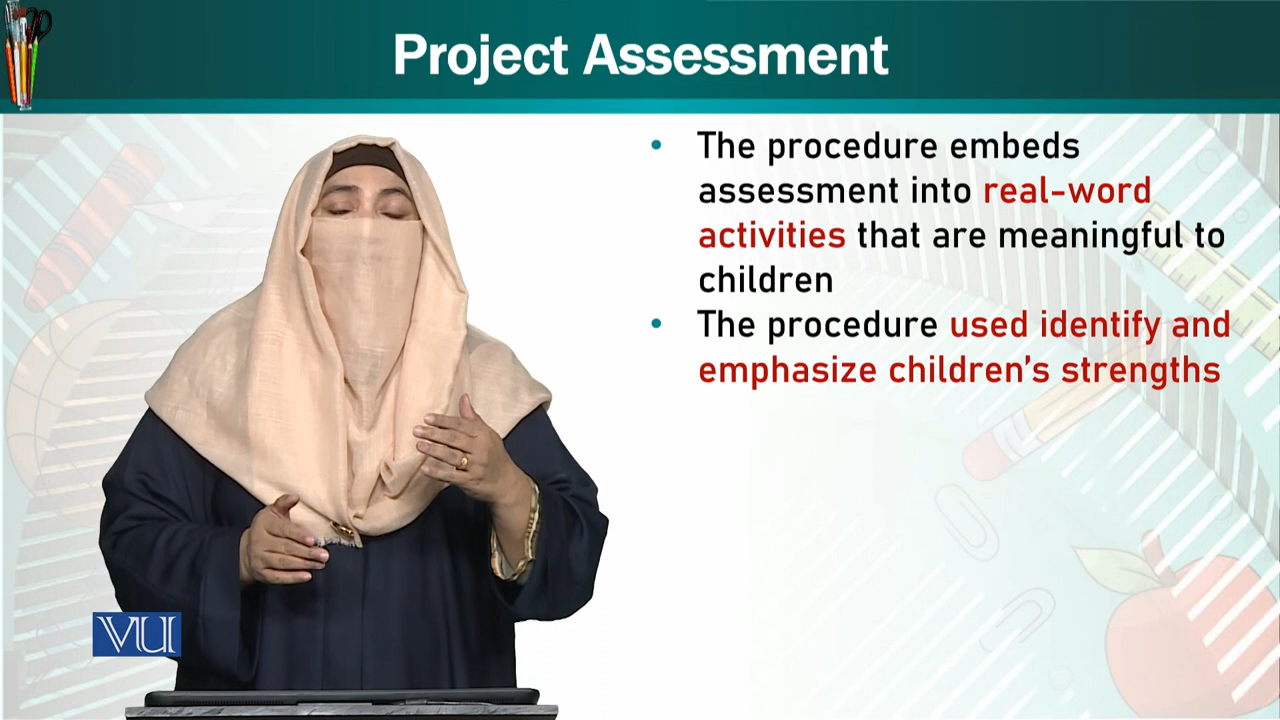 Project Assessment
• The procedure embeds
assessment into real-word
activities that are meaningful to
children
• The procedure used identify and
emphasize children's strengths
VU